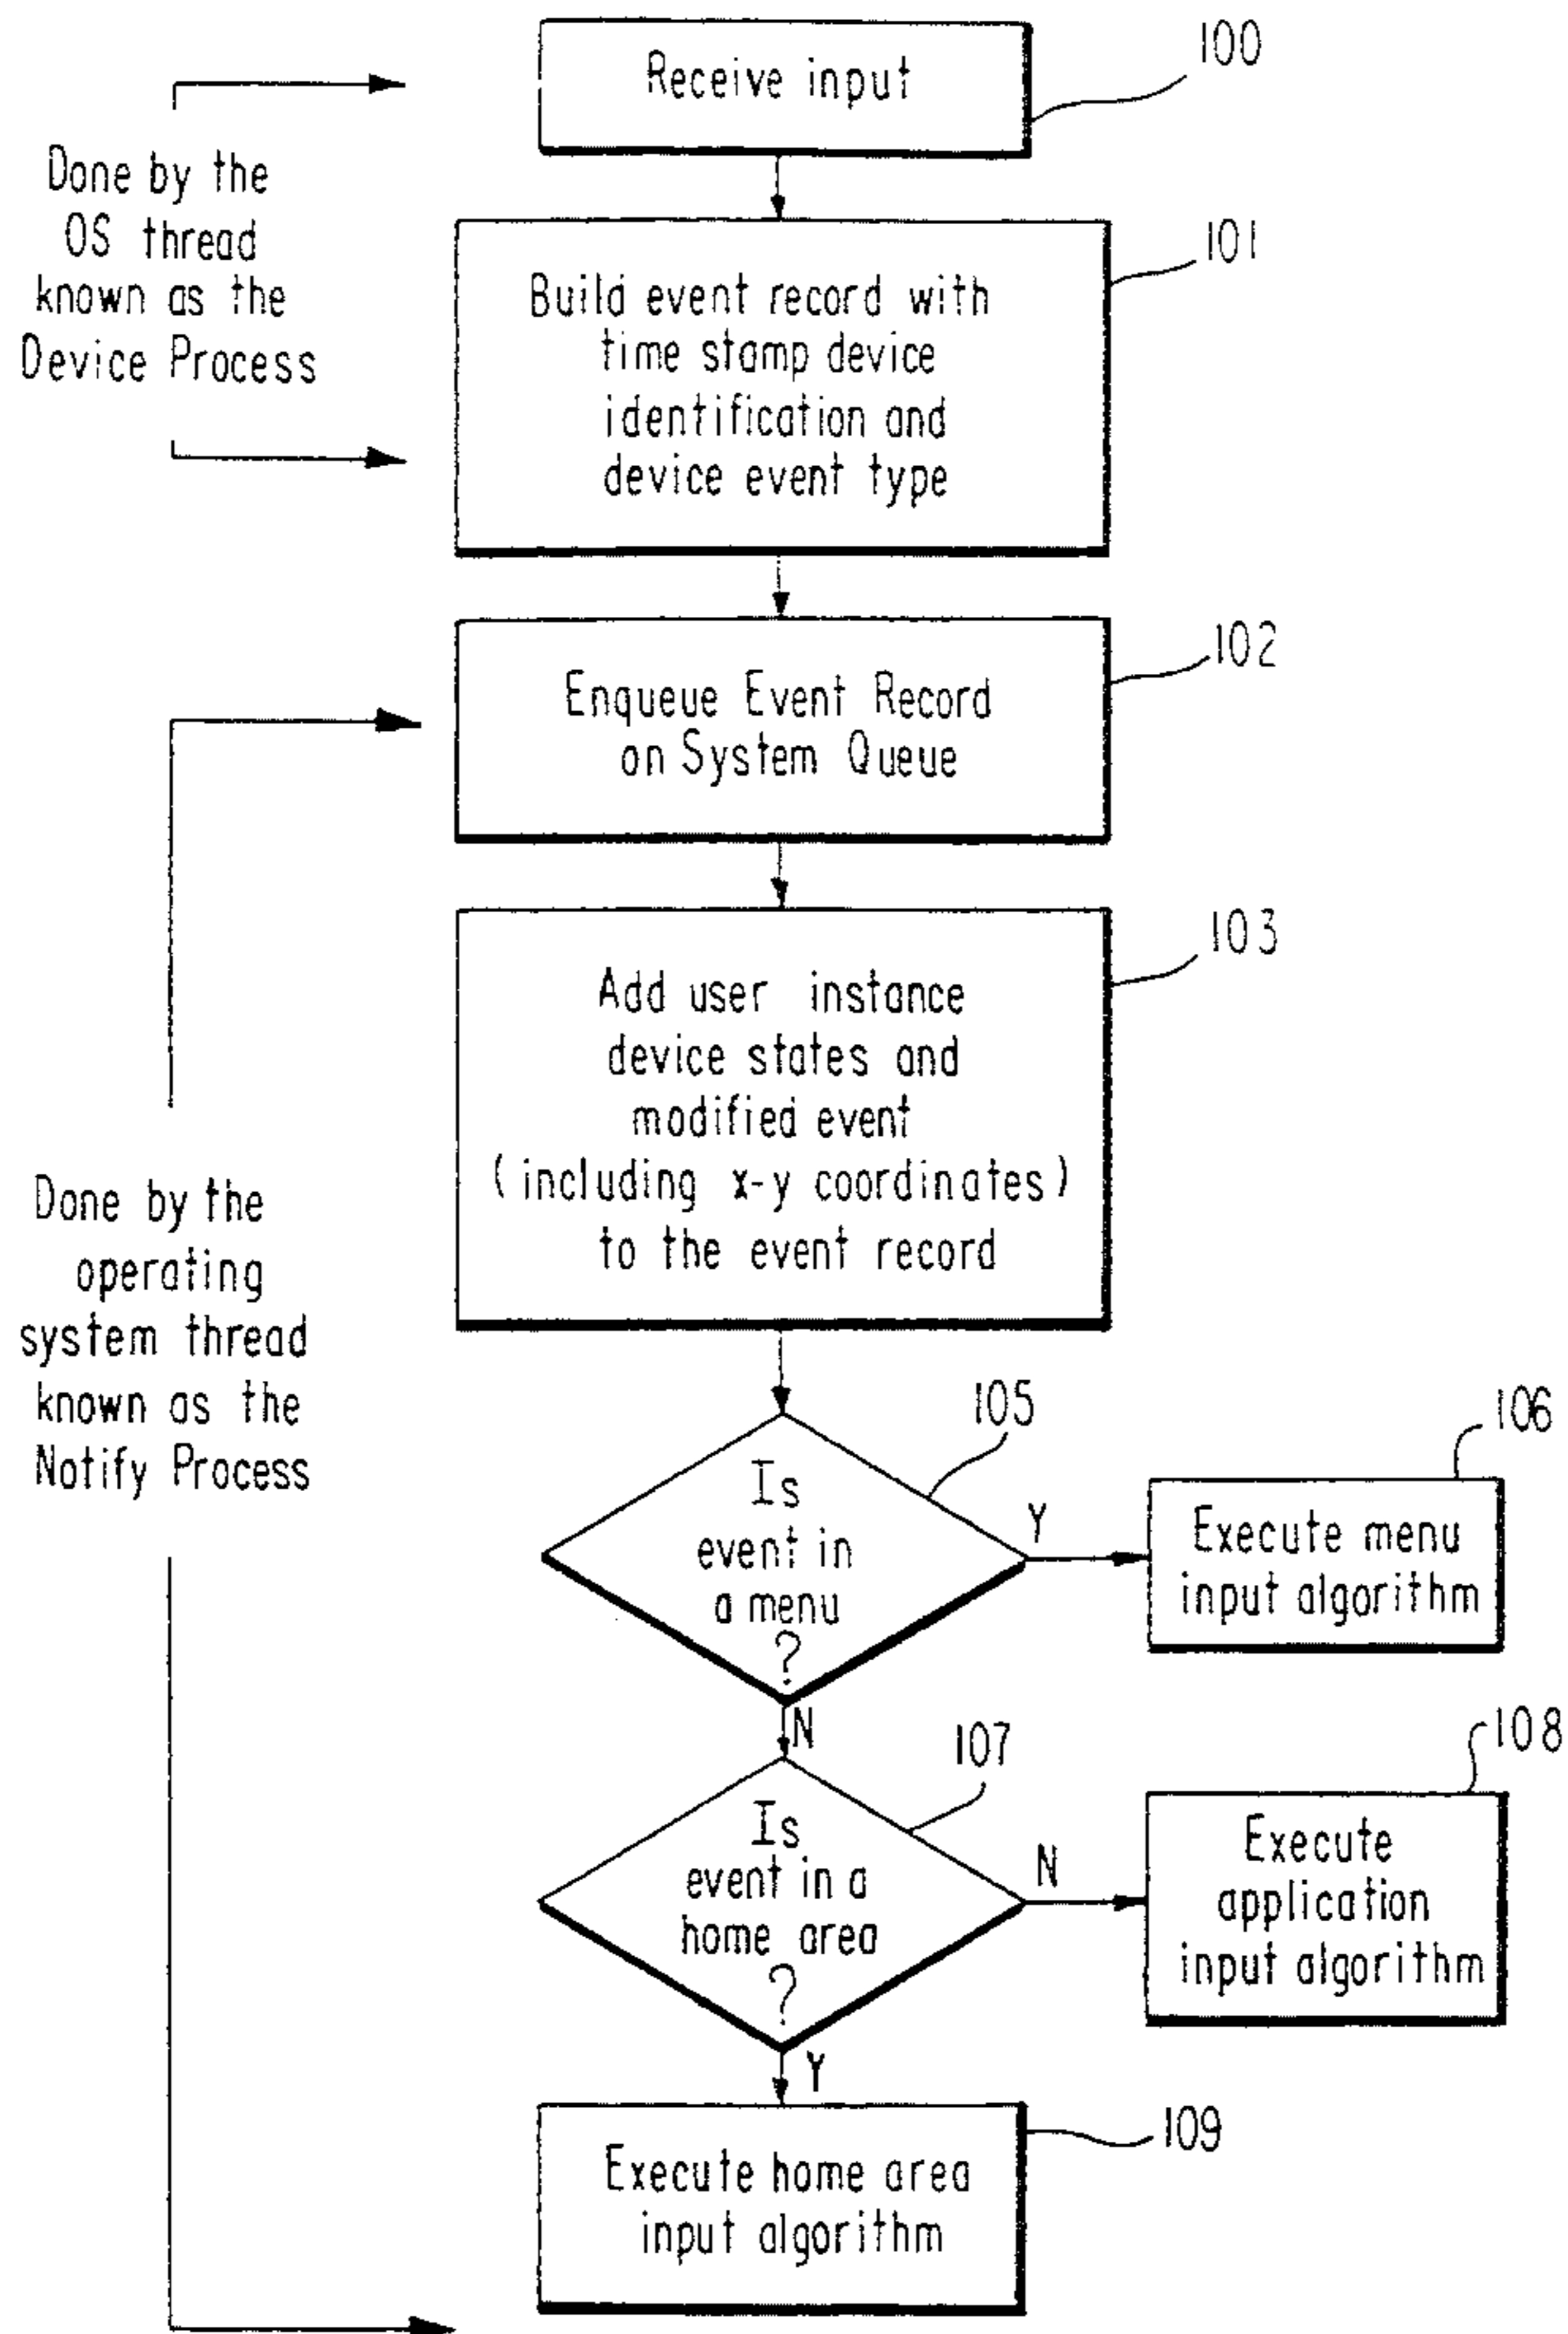 Receive input
100
Done by the
OS thread
known as the
Device Process
101
Build event record with
time stamp device
identification and
device event type
102
Enqueue Event Record
on System Queue
103
Add user instance
device states and
modified event
(including x-y coordinates)
to the event record
Done by the
operating
system thread
known as the
Notify Process
105
Is
event in
a menu
?
Y
106
Execute menu
input algorithm
N
107
Is
event in a
home area
?
N
108
Execute
application
input algorithm
Y
109
Execute home area
input algorithm